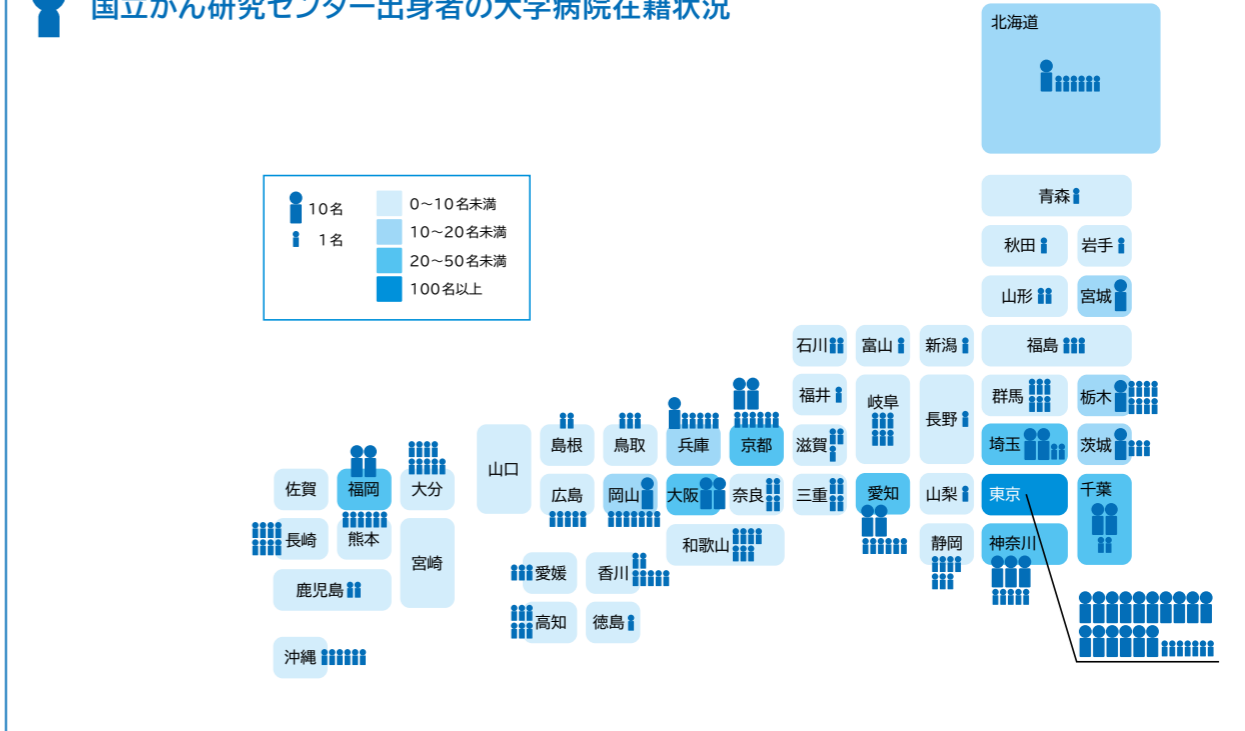 国立がん研究センター出身者の大学病院在籍状況
北海道
10名
1名
0~10名未満
10~20名未満
20~50名未満
100名以上
青森
秋田
岩手
山形
宮城
石川
富山
新潟
福島
福井
岐阜
長野
群馬
栃木
島根
鳥取
兵庫
京都
滋賀
埼玉
茨城
山口
佐賀
福岡
大分
広島
岡山
大阪
奈良
三重
愛知
山梨
東京
千葉
長崎
熊本
宮崎
和歌山
静岡
神奈川
鹿児島
愛媛
香川
高知
徳島
沖縄